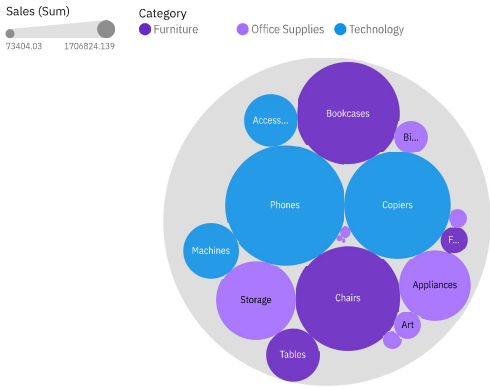 Sales (Sum)
73404.03
1706824.139
Category
Furniture
Office Supplies
Technology
Bookcases
Access...
Bi...
Phones
Copiers
F...
Machines
Appliances
Storage
Chairs
Art
Tables